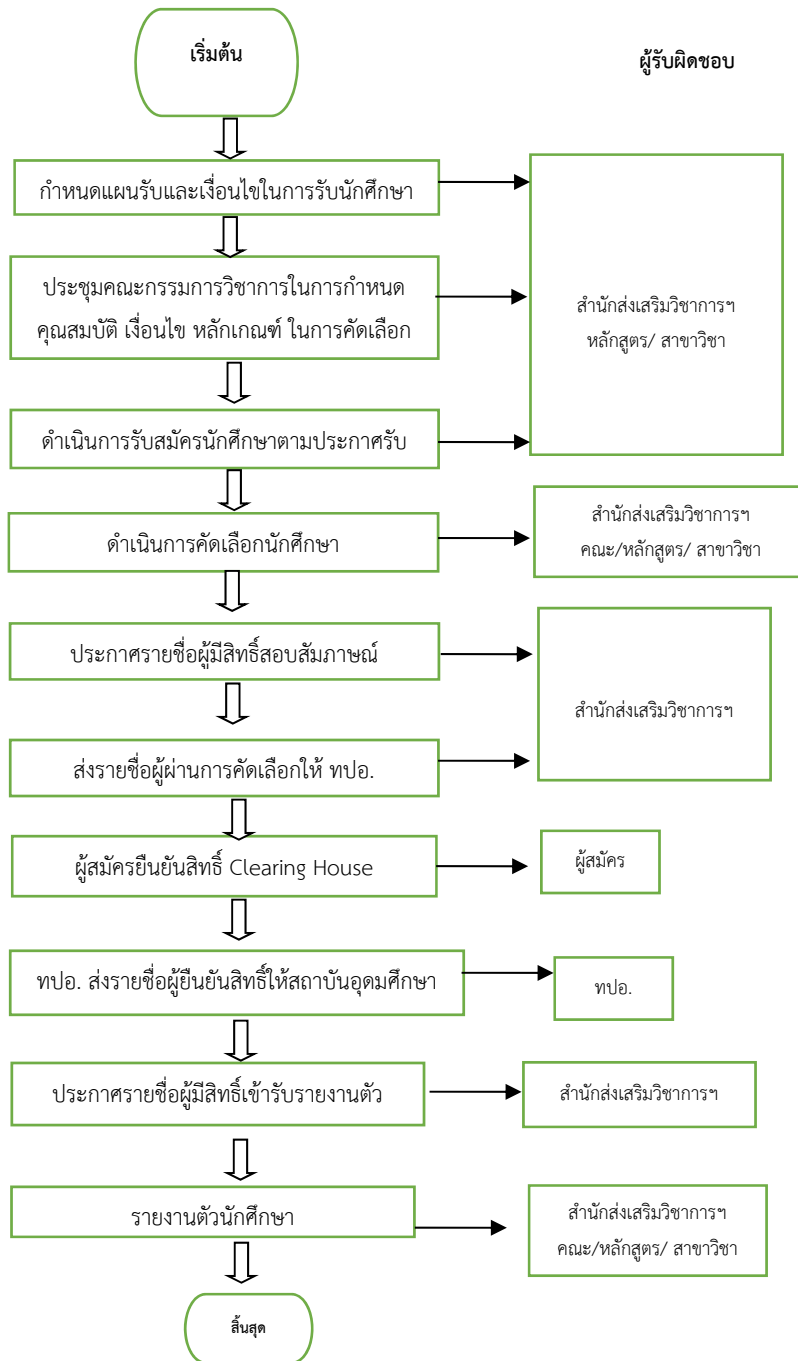 เริ่มต้น
ผู้รับผิดชอบ
กำหนดแผนรับและเงื่อนไขในการรับนักศึกษา
ประชุมคณะกรรมการวิชาการในการกำหนด
คุณสมบัติ เงื่อนไข หลักเกณฑ์ ในการคัดเลือก
สำนักส่งเสริมวิชาการฯ
หลักสูตร/ สาขาวิชา
ดำเนินการรับสมัครนักศึกษาตามประกาศรับ
ดำเนินการคัดเลือกนักศึกษา
สำนักส่งเสริมวิชาการฯ
คณะ/หลักสูตร/ สาขาวิชา
ประกาศรายชื่อผู้มีสิทธิ์สอบสัมภาษณ์
สำนักส่งเสริมวิชาการฯ
ส่งรายชื่อผู้ผ่านการคัดเลือกให้ ทปอ.
ผู้สมัครยืนยันสิทธิ์ Clearing House
ผู้สมัคร
ทปอ. ส่งรายชื่อผู้ยืนยันสิทธิ์ให้สถาบันอุดมศึกษา
ทปอ.
ประกาศรายชื่อผู้มีสิทธิ์เข้ารับรายงานตัว
สำนักส่งเสริมวิชาการฯ
รายงานตัวนักศึกษา
สำนักส่งเสริมวิชาการฯ
คณะ/หลักสูตร/ สาขาวิชา
สิ้นสุด